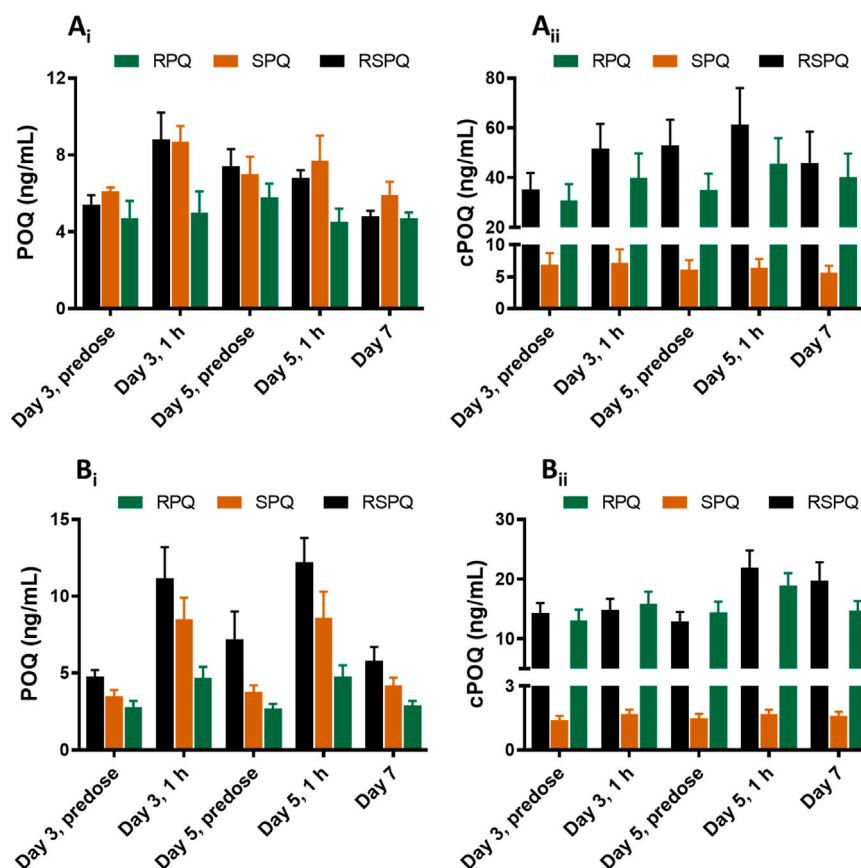 Ai
RPQ SPQ RSPQ
POQ (ng/mL)
12
8
4
0
Day 3, predose
Day 3, 1 h
Day 5, predose
Day 5, 1 h
Day 7
Aii
RPQ SPQ RSPQ
cPOQ (ng/mL)
80
60
40
20
10
5
0
Day 3, predose
Day 3, 1 h
Day 5, predose
Day 5, 1 h
Day 7
Bi
RPQ SPQ RSPQ
POQ (ng/mL)
15
10
5
0
Day 3, predose
Day 3, 1 h
Day 5, predose
Day 5, 1 h
Day 7
Bii
RPQ SPQ RSPQ
cPOQ (ng/mL)
30
20
10
3
0
Day 3, predose
Day 3, 1 h
Day 5, predose
Day 5, 1 h
Day 7